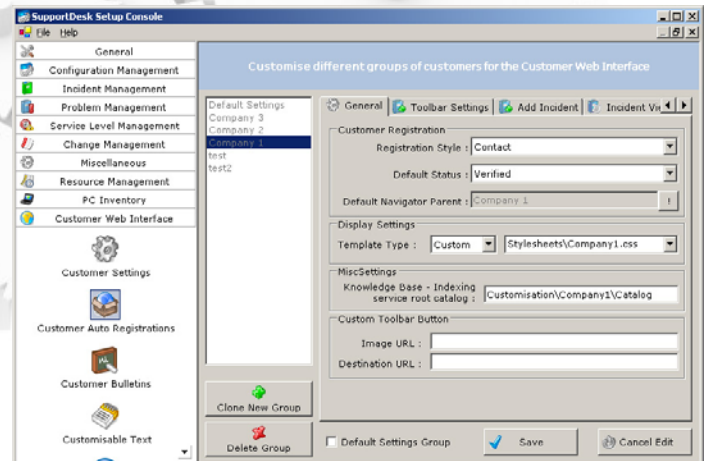 SupportDesk Setup Console
File Help
General
Configuration Management
Incident Management
Problem Management
Service Level Management
Change Management
Miscellaneous
Resource Management
PC Inventory
Customer Web Interface
Customer Settings
Customer Auto Registrations
Customer Bulletins
Customisable Text
Customise different groups of customers for the Customer Web Interface
Default Settings
Company 3
Company 2
Company 1
test
test2
Clone New Group
Delete Group
General Toolbar Settings Add Incident Incident Vie
Customer Registration
Registration Style : Contact
Default Status : Verified
Default Navigator Parent : Company 1 !
Display Settings
Template Type : Custom Stylesheets\Company1.css
MiscSettings
Knowledge Base - Indexing
service root catalog : Customisation\Company1\Catalog
Custom Toolbar Button
Image URL :
Destination URL :
Default Settings Group Save Cancel Edit